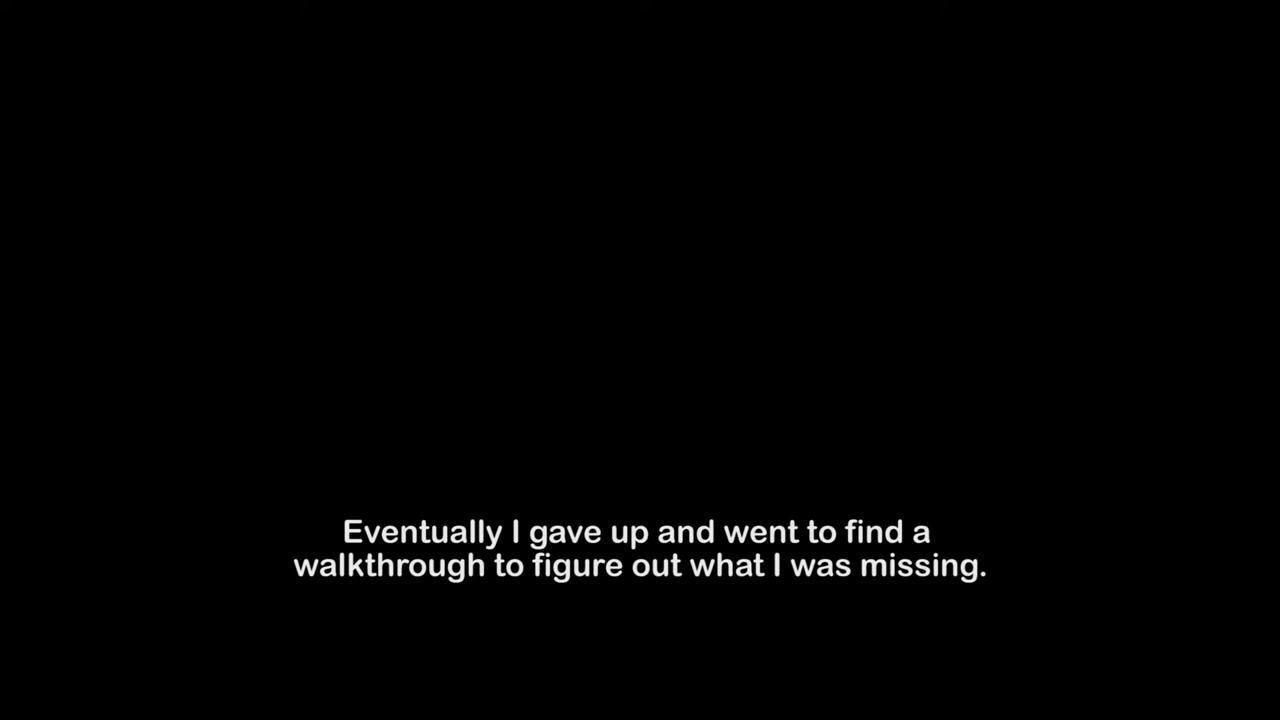 Eventually I gave up and went to find a
walkthrough to figure out what I was missing.